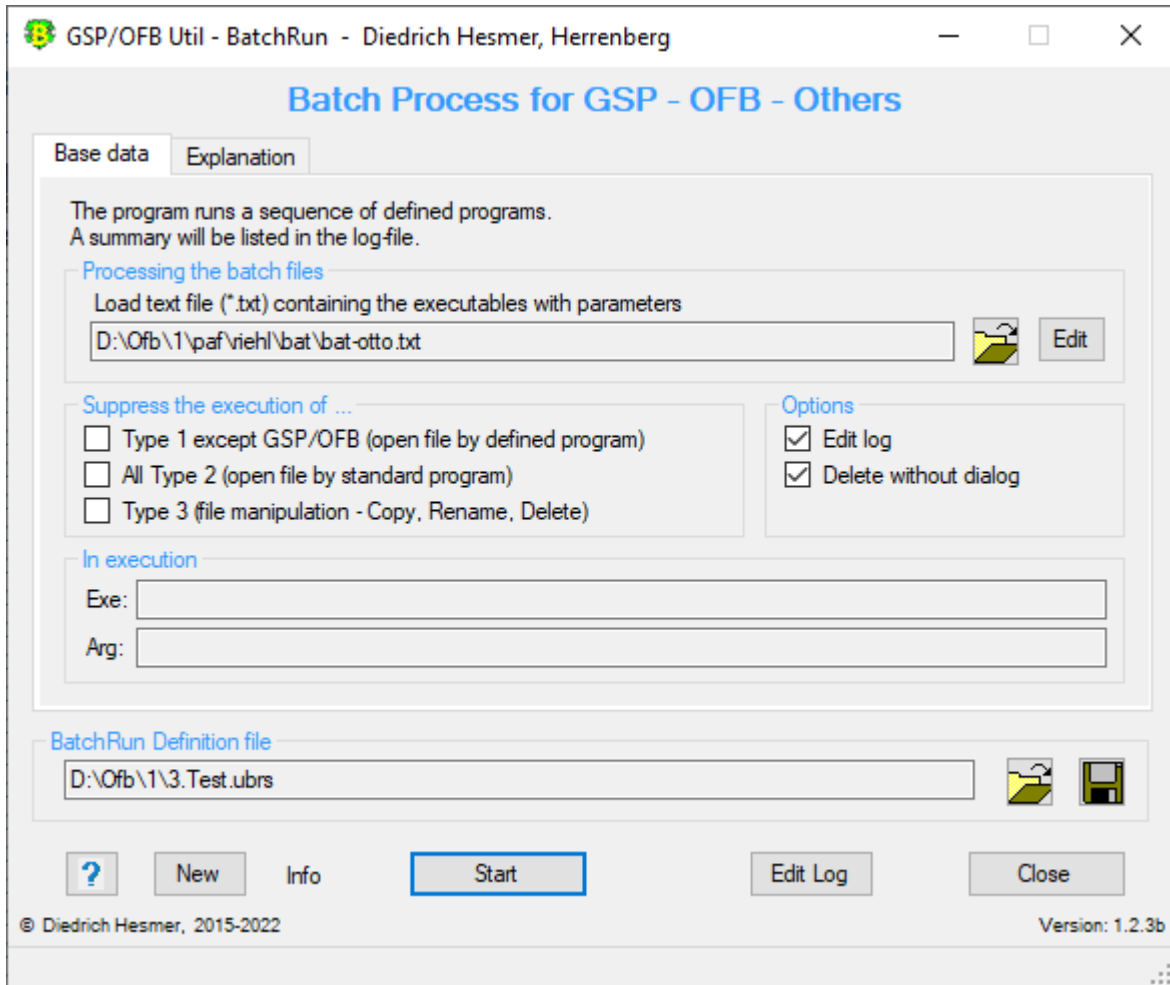 GSP/OFB Util - BatchRun - Diedrich Hesmer, Herrenberg
Batch Process for GSP - OFB - Others
Base data
Explanation
The program runs a sequence of defined programs.
A summary will be listed in the log-file.
Processing the batch files
Load text file (*.txt) containing the executables with parameters
D:\Ofb\1\paf\riehl\bat\bat-otto.txt
Edit
Suppress the execution of ...
Type 1 except GSP/OFB (open file by defined program)
All Type 2 (open file by standard program)
Type 3 (file manipulation - Copy, Rename, Delete)
Options
Edit log
Delete without dialog
In execution
Exe:
Arg:
BatchRun Definition file
D:\Ofb\1\3.Test.ubrs
?
New
Info
Start
Edit Log
Close
© Diedrich Hesmer, 2015-2022
Version: 1.2.3b